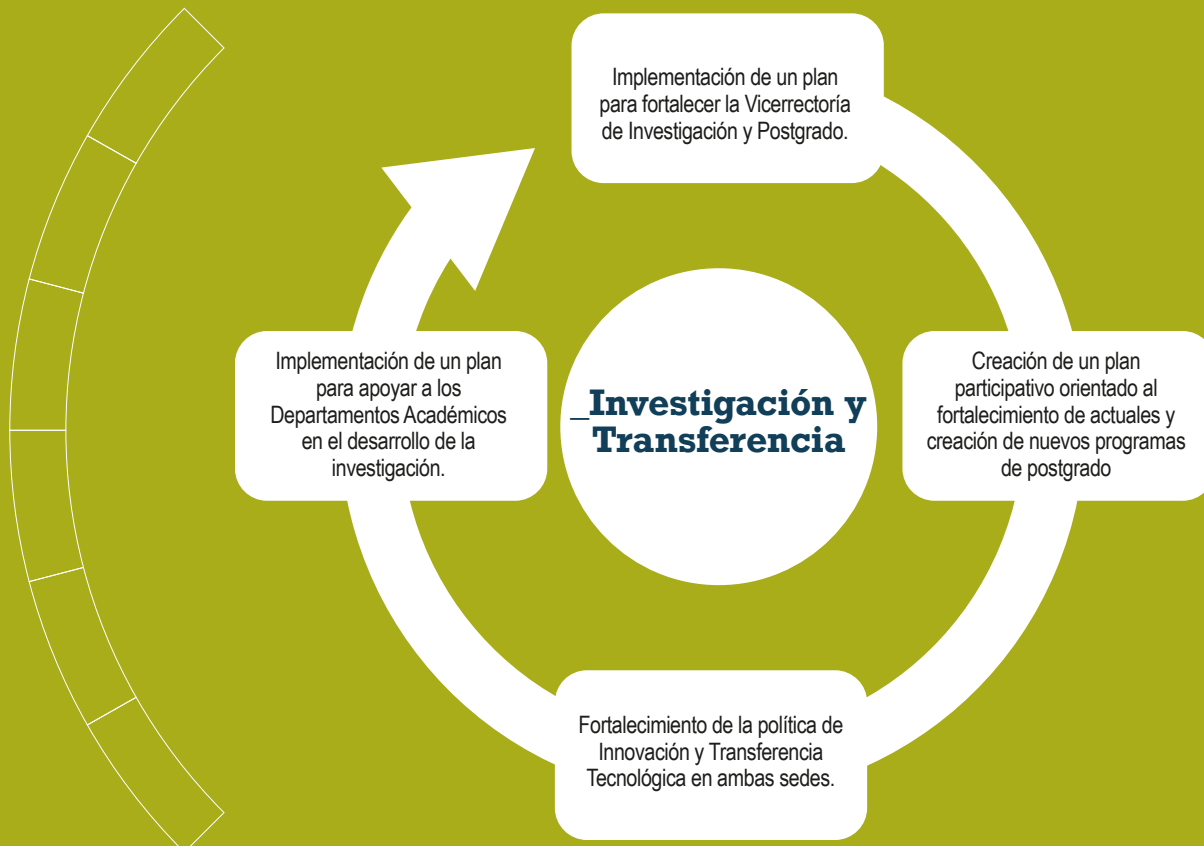 Implementación de un plan
para fortalecer la Vicerrectoría
de Investigación y Postgrado.
Implementación de un plan
para apoyar a los
Departamentos Académicos
en el desarrollo de la
investigación.
_Investigación y
Transferencia
Creación de un plan
participativo orientado al
fortalecimiento de actuales y
creación de nuevos programas
de postgrado
Fortalecimiento de la política de
Innovación y Transferencia
Tecnológica en ambas sedes.